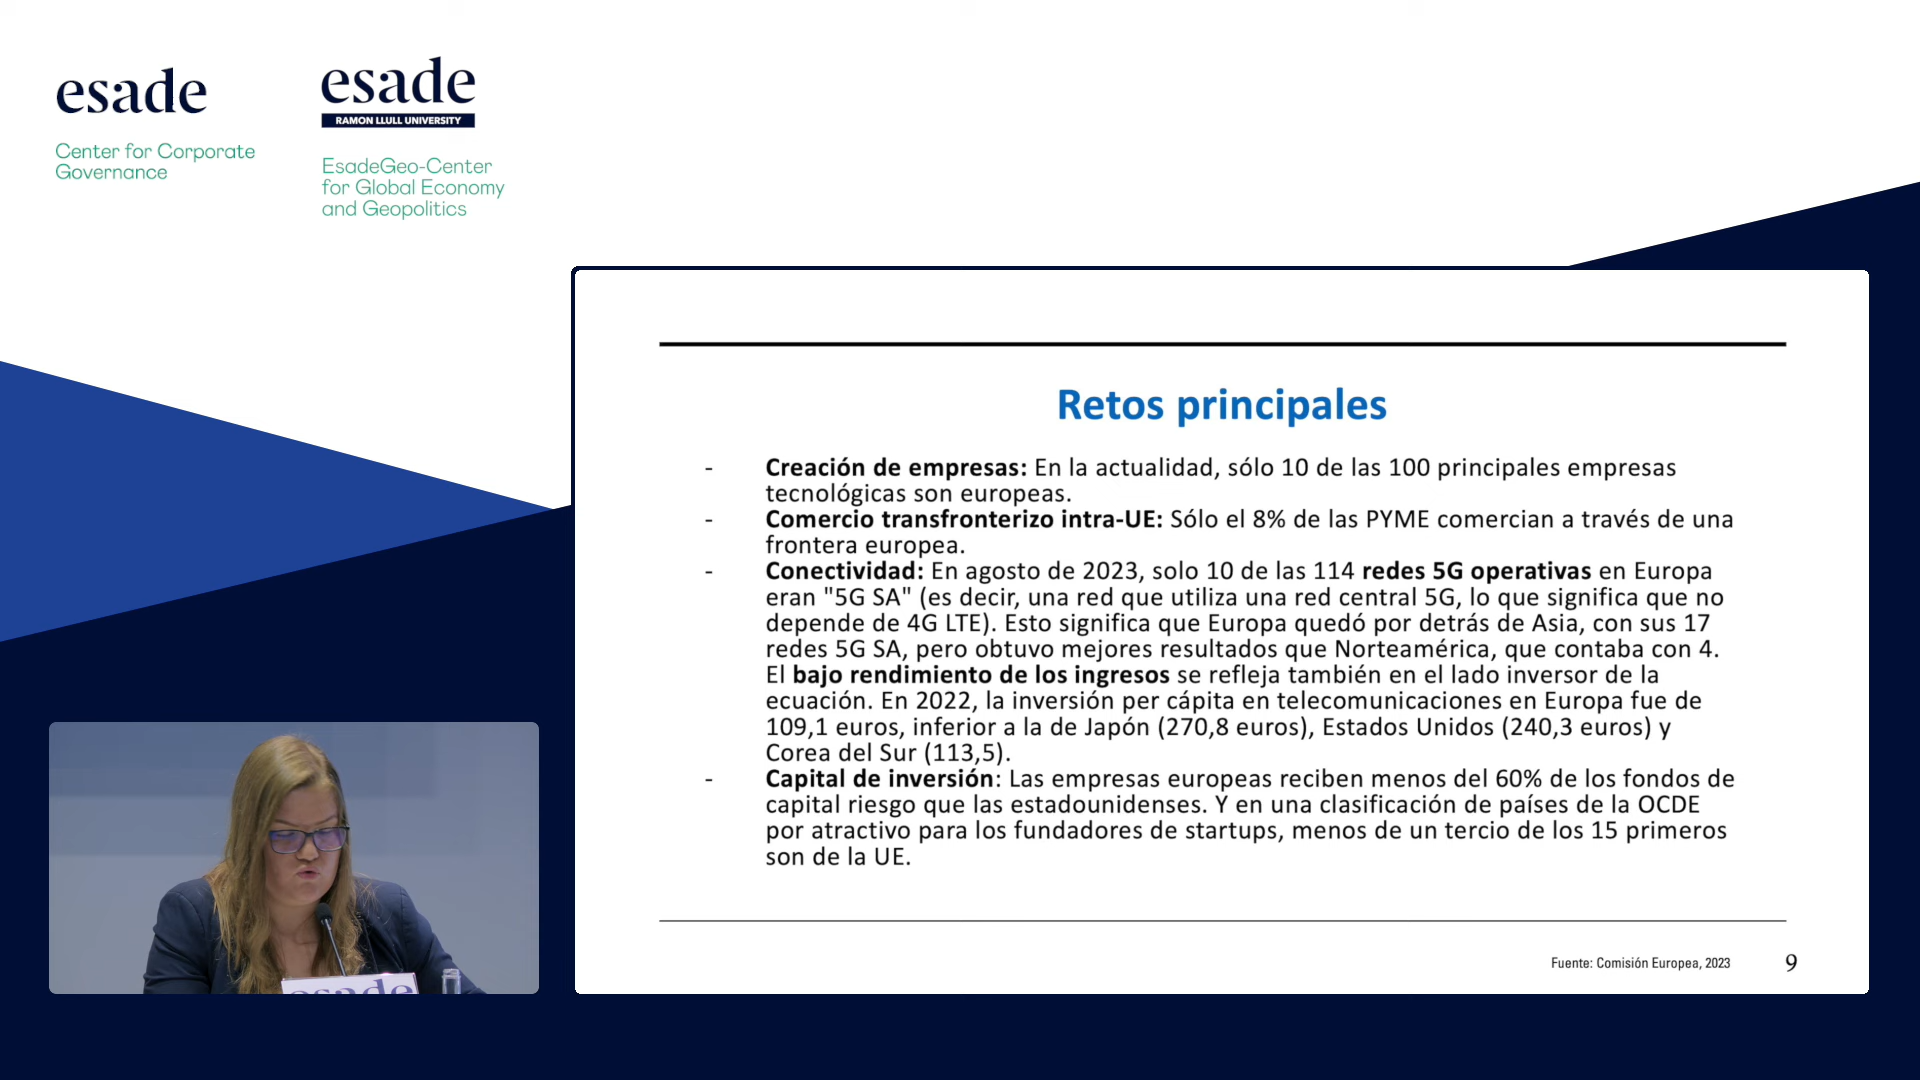 esade
Center for Corporate
Governance
esade
RAMON LLULL UNIVERSITY
EsadeGeo-Center
for Global Economy
and Geopolitics
Retos principales
- Creación de empresas: En la actualidad, sólo 10 de las 100 principales empresas
tecnológicas son europeas.
- Comercio transfronterizo intra-UE: Sólo el 8% de las PYME comercian a través de una
frontera europea.
- Conectividad: En agosto de 2023, solo 10 de las 114 redes 5G operativas en Europa
eran "5G SA" (es decir, una red que utiliza una red central 5G, lo que significa que no
depende de 4G LTE). Esto significa que Europa quedó por detrás de Asia, con sus 17
redes 5G SA, pero obtuvo mejores resultados que Norteamérica, que contaba con 4.
El bajo rendimiento de los ingresos se refleja también en el lado inversor de la
ecuación. En 2022, la inversión per cápita en telecomunicaciones en Europa fue de
109,1 euros, inferior a la de Japón (270,8 euros), Estados Unidos (240,3 euros) y
Corea del Sur (113,5).
- Capital de inversión: Las empresas europeas reciben menos del 60% de los fondos de
capital riesgo que las estadounidenses. Y en una clasificación de países de la OCDE
por atractivo para los fundadores de startups, menos de un tercio de los 15 primeros
son de la UE.
Fuente: Comisión Europea, 2023
9
esade